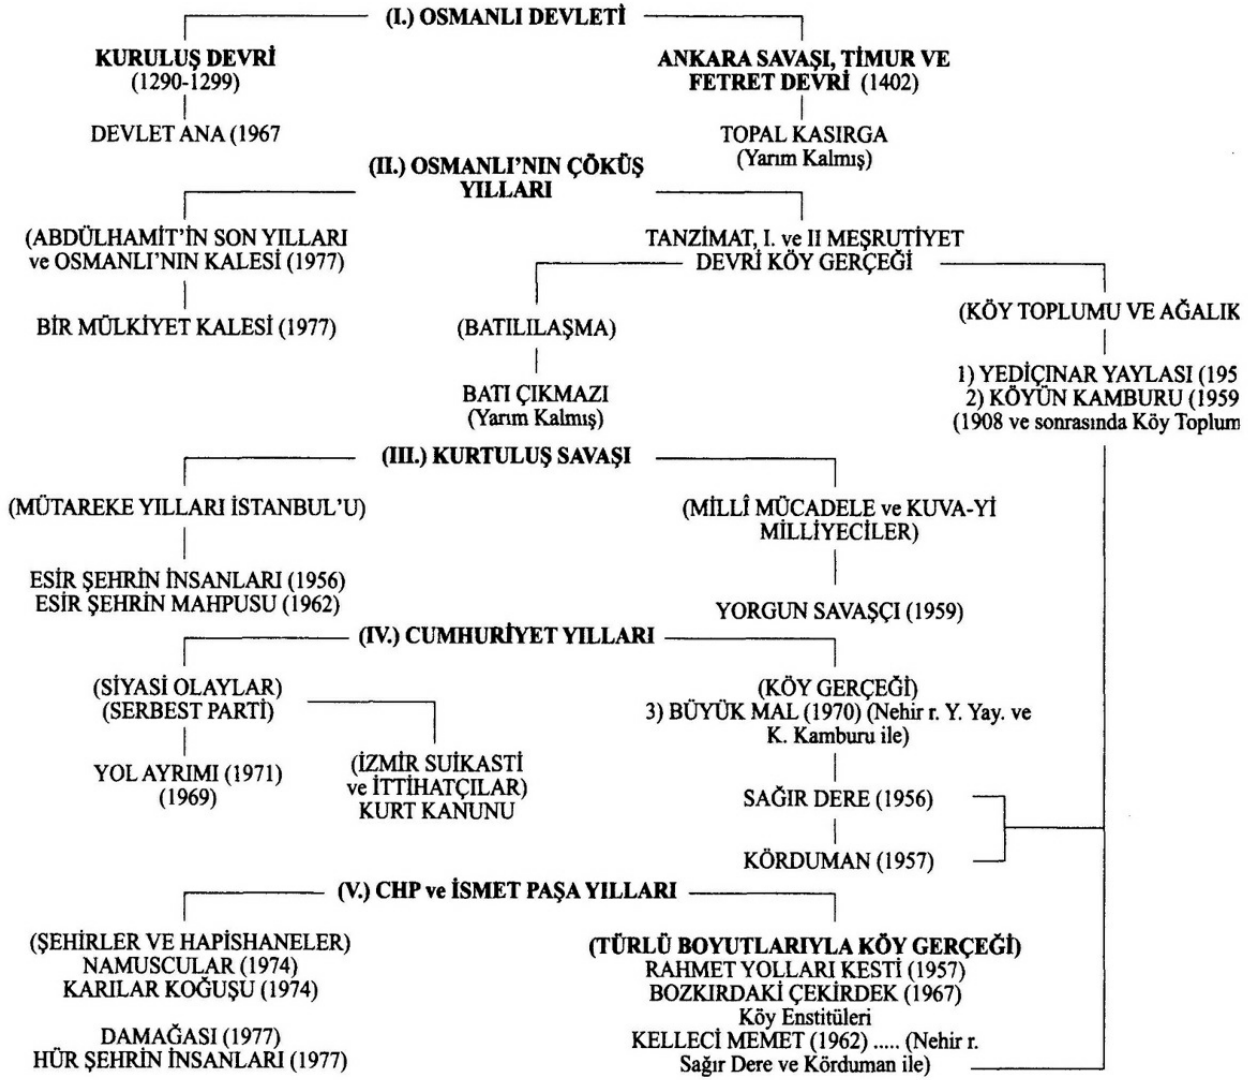 (I.) OSMANLI DEVLETİ
KURULUŞ DEVRİ
(1290-1299)
DEVLET ANA (1967
ANKARA SAVAŞI, TİMUR VE
FETRET DEVRİ (1402)
TOPAL KASIRGA
(Yarım Kalmış)
(II.) OSMANLI'NIN ÇÖKÜŞ
YILLARI
(ABDÜLHAMİT'İN SON YILLARI
ve OSMANLI'NIN KALESİ (1977)
BİR MÜLKİYET KALESİ (1977)
TANZİMAT, I. ve II MEŞRUTİYET
DEVRİ KÖY GERÇEĞİ
(BATILILAŞMA)
BATI ÇIKMAZI
(Yarım Kalmış)
(KÖY TOPLUMU VE AĞALIK
1) YEDİÇINAR YAYLASI (195
2) KÖYÜN KAMBURU (1959
(1908 ve sonrasında Köy Toplum
(III.) KURTULUŞ SAVAŞI
(MÜTAREKE YILLARI İSTANBUL'U)
ESİR ŞEHRİN İNSANLARI (1956)
ESİR ŞEHRİN MAHPUSU (1962)
(MİLLÎ MÜCADELE ve KUVA-Yİ
MİLLİYECİLER)
YORGUN SAVAŞÇI (1959)
(IV.) CUMHURİYET YILLARI
(SİYASİ OLAYLAR)
(SERBEST PARTİ)
YOL AYRIMI (1971)
(1969)
(İZMİR SUİKASTİ
ve İTTİHATÇILAR)
KURT KANUNU
(KÖY GERÇEĞİ)
3) BÜYÜK MAL (1970) (Nehir r. Y. Yay. ve
K. Kamburu ile)
SAĞIR DERE (1956)
KÖRDUMAN (1957)
(V.) CHP ve İSMET PAŞA YILLARI
(ŞEHİRLER VE HAPİSHANELER)
NAMUSCULAR (1974)
KARILAR KOĞUŞU (1974)
DAMAĞASI (1977)
HÜR ŞEHRİN İNSANLARI (1977)
(TÜRLÜ BOYUTLARIYLA KÖY GERÇEĞİ)
RAHMET YOLLARI KESTİ (1957)
BOZKIRDAKİ ÇEKİRDEK (1967)
Köy Enstitüleri
KELLECİ MEMET (1962) ..... (Nehir r.
Sağır Dere ve Körduman ile)